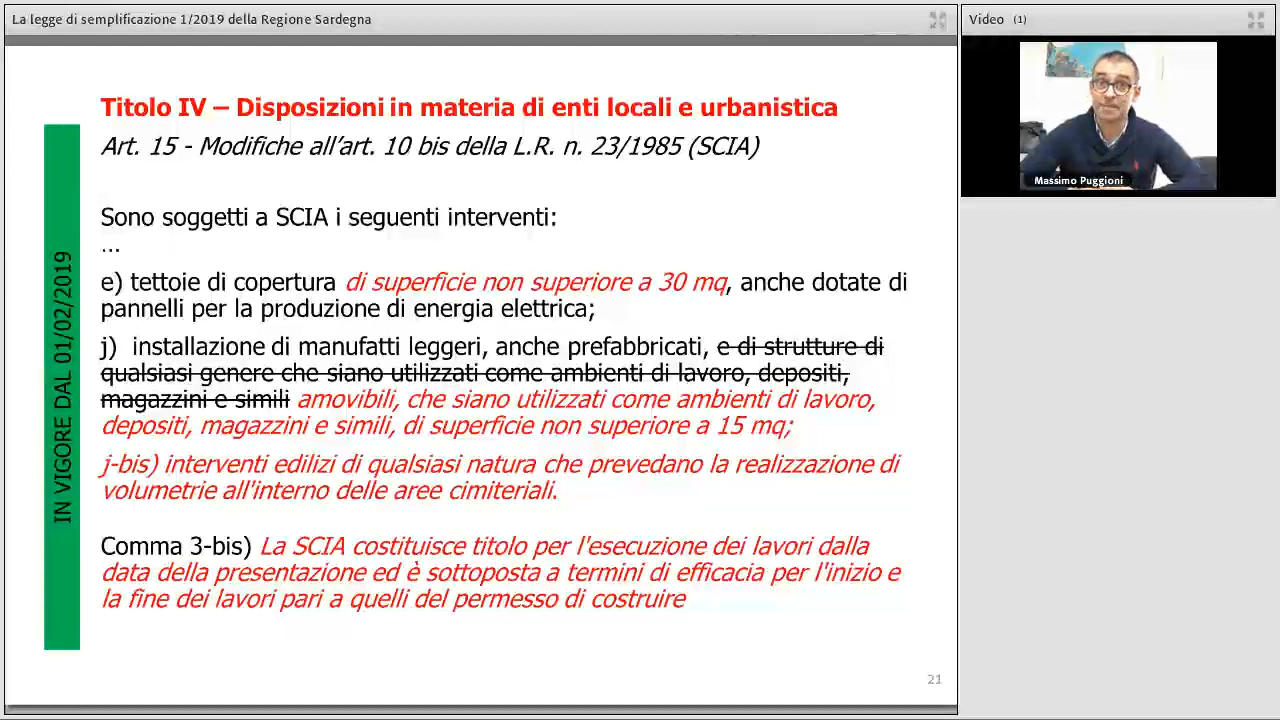 La legge di semplificazione 1/2019 della Regione Sardegna
Video (1)
Massimo Puggioni
Titolo IV – Disposizioni in materia di enti locali e urbanistica
Art. 15 - Modifiche all’art. 10 bis della L.R. n. 23/1985 (SCIA)
IN VIGORE DAL 01/02/2019
Sono soggetti a SCIA i seguenti interventi:
...
e) tettoie di copertura di superficie non superiore a 30 mq, anche dotate di
pannelli per la produzione di energia elettrica;
j) installazione di manufatti leggeri, anche prefabbricati, e di strutture di
qualsiasi genere che siano utilizzati come ambienti di lavoro, depositi,
magazzini e simili amovibili, che siano utilizzati come ambienti di lavoro,
depositi, magazzini e simili, di superficie non superiore a 15 mq;
j-bis) interventi edilizi di qualsiasi natura che prevedano la realizzazione di
volumetrie all'interno delle aree cimiteriali.
Comma 3-bis) La SCIA costituisce titolo per l'esecuzione dei lavori dalla
data della presentazione ed è sottoposta a termini di efficacia per l'inizio e
la fine dei lavori pari a quelli del permesso di costruire
21